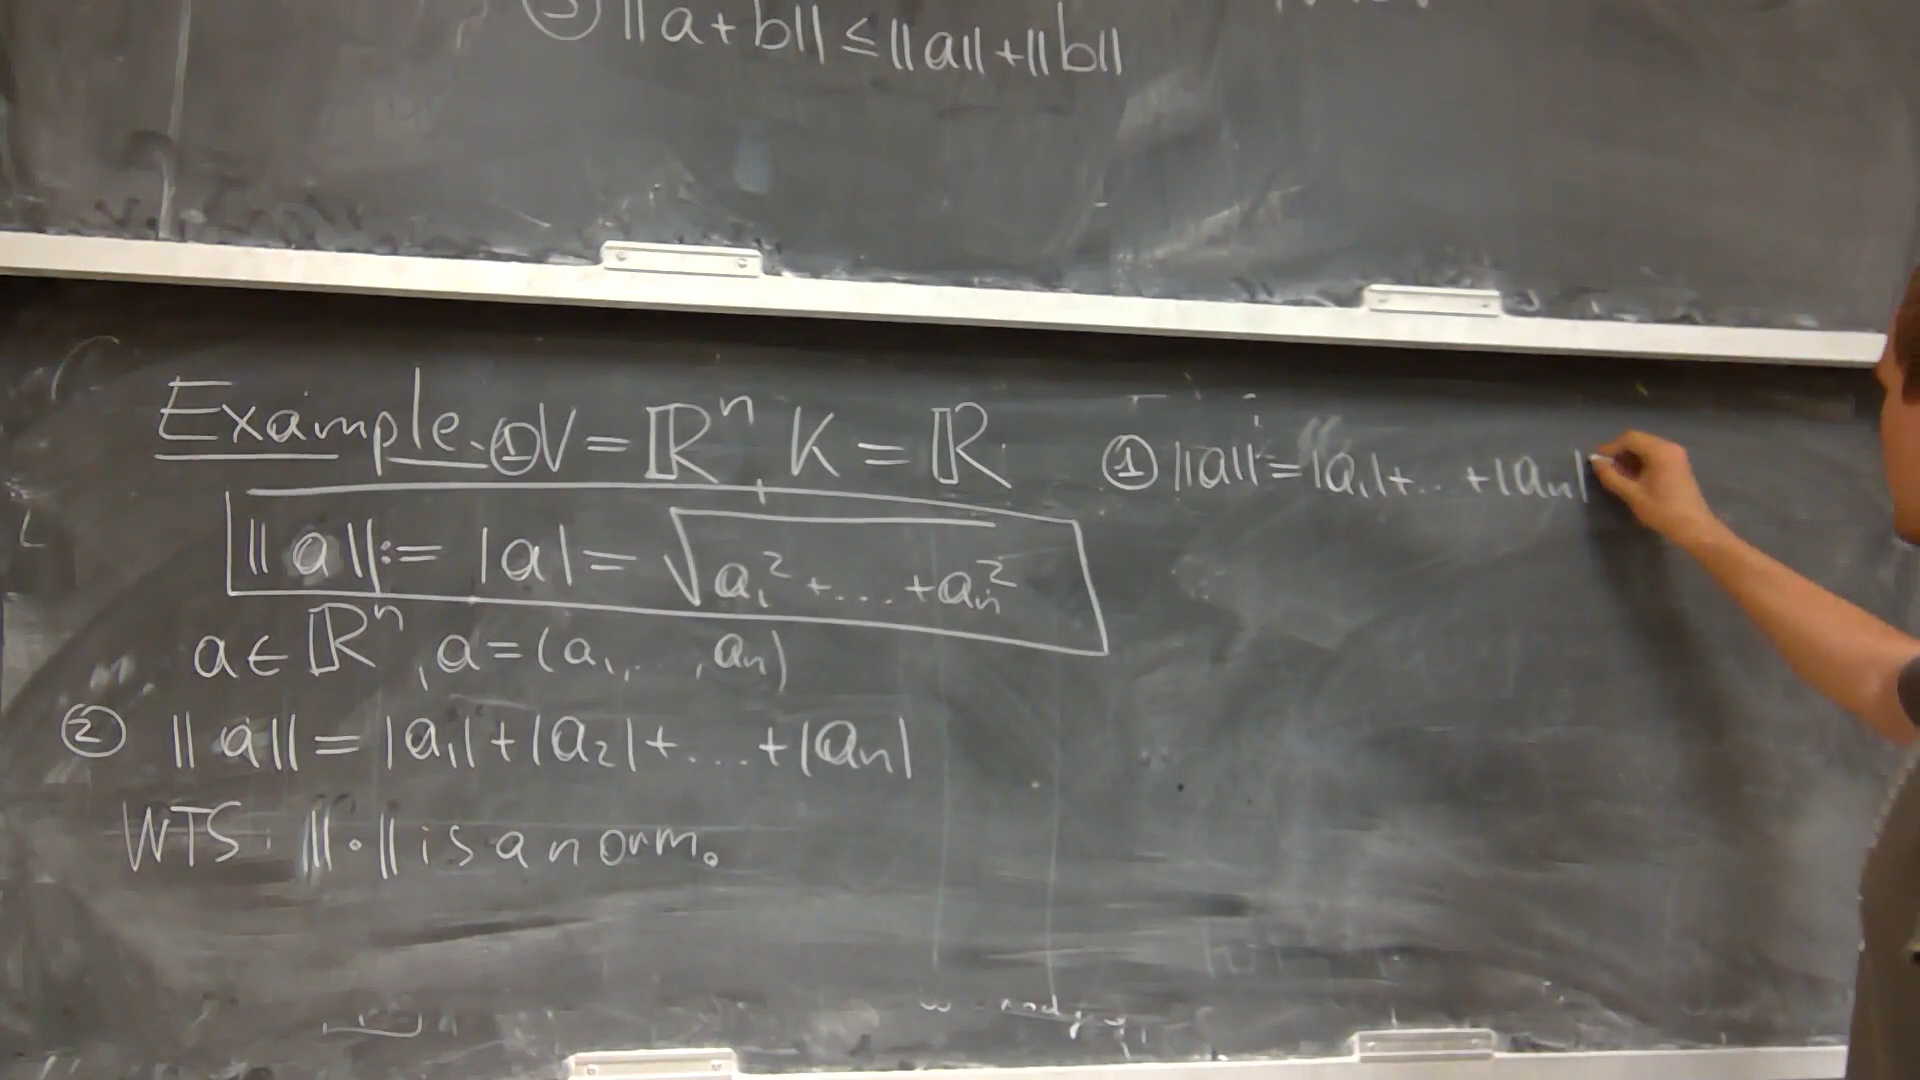 ③ ||a+b|| ≤ ||a||+||b||
Example. ① V = ℝⁿ, K = ℝ
||a|| := |a| = √(a₁² + ... + aₙ²)
a ∈ ℝⁿ, a = (a₁, ..., aₙ)
② ||a|| = |a₁| + |a₂| + ... + |aₙ|
WTS: ||·|| is a norm.
① ||a|| = |a₁| + ... + |aₙ|